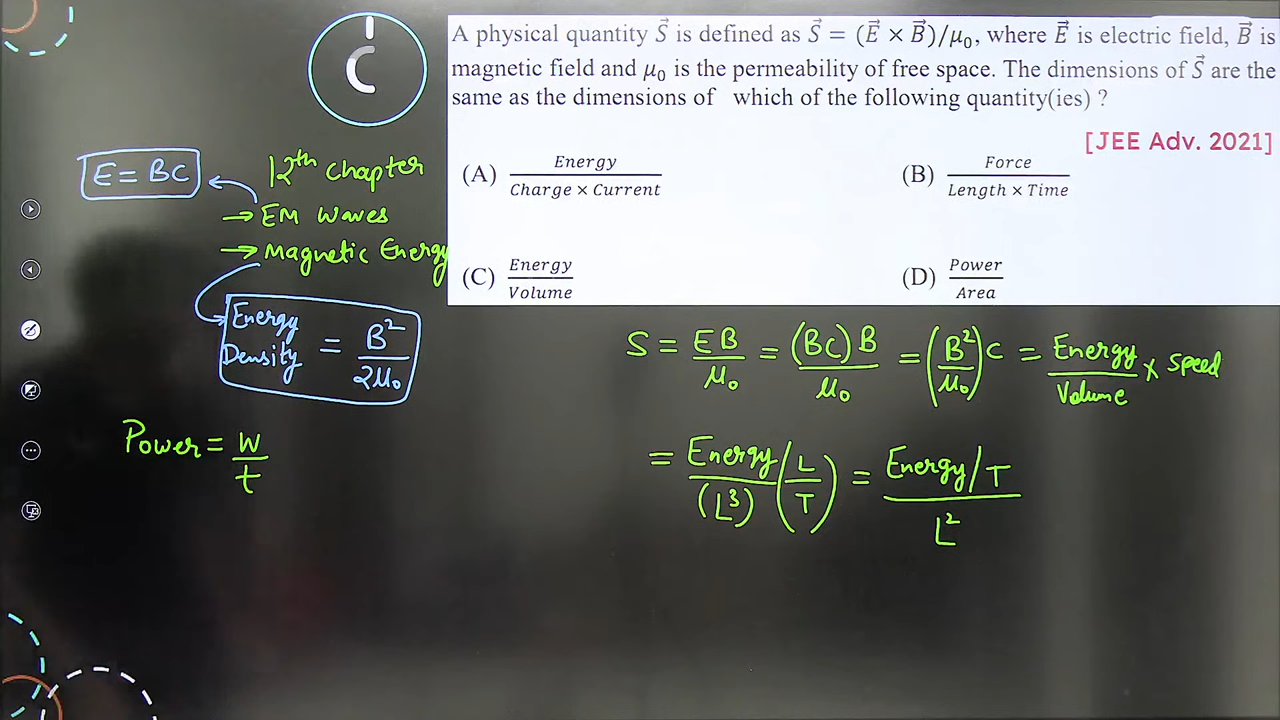 A physical quantity S⃗ is defined as S⃗ = (E⃗ × B⃗)/μ₀, where E⃗ is electric field, B⃗ is
magnetic field and μ₀ is the permeability of free space. The dimensions of S⃗ are the
same as the dimensions of which of the following quantity(ies) ?
[JEE Adv. 2021]
(A) Energy / Charge × Current
(B) Force / Length × Time
(C) Energy / Volume
(D) Power / Area
E = BC
12th chapter
→ EM Waves
→ Magnetic Energy
Energy Density = B² / 2μ₀
Power = W / t
S = EB / μ₀ = (BC) B / μ₀ = (B² / μ₀) C = Energy / Volume × speed
= Energy / (L³) (L / T) = Energy / T / L²